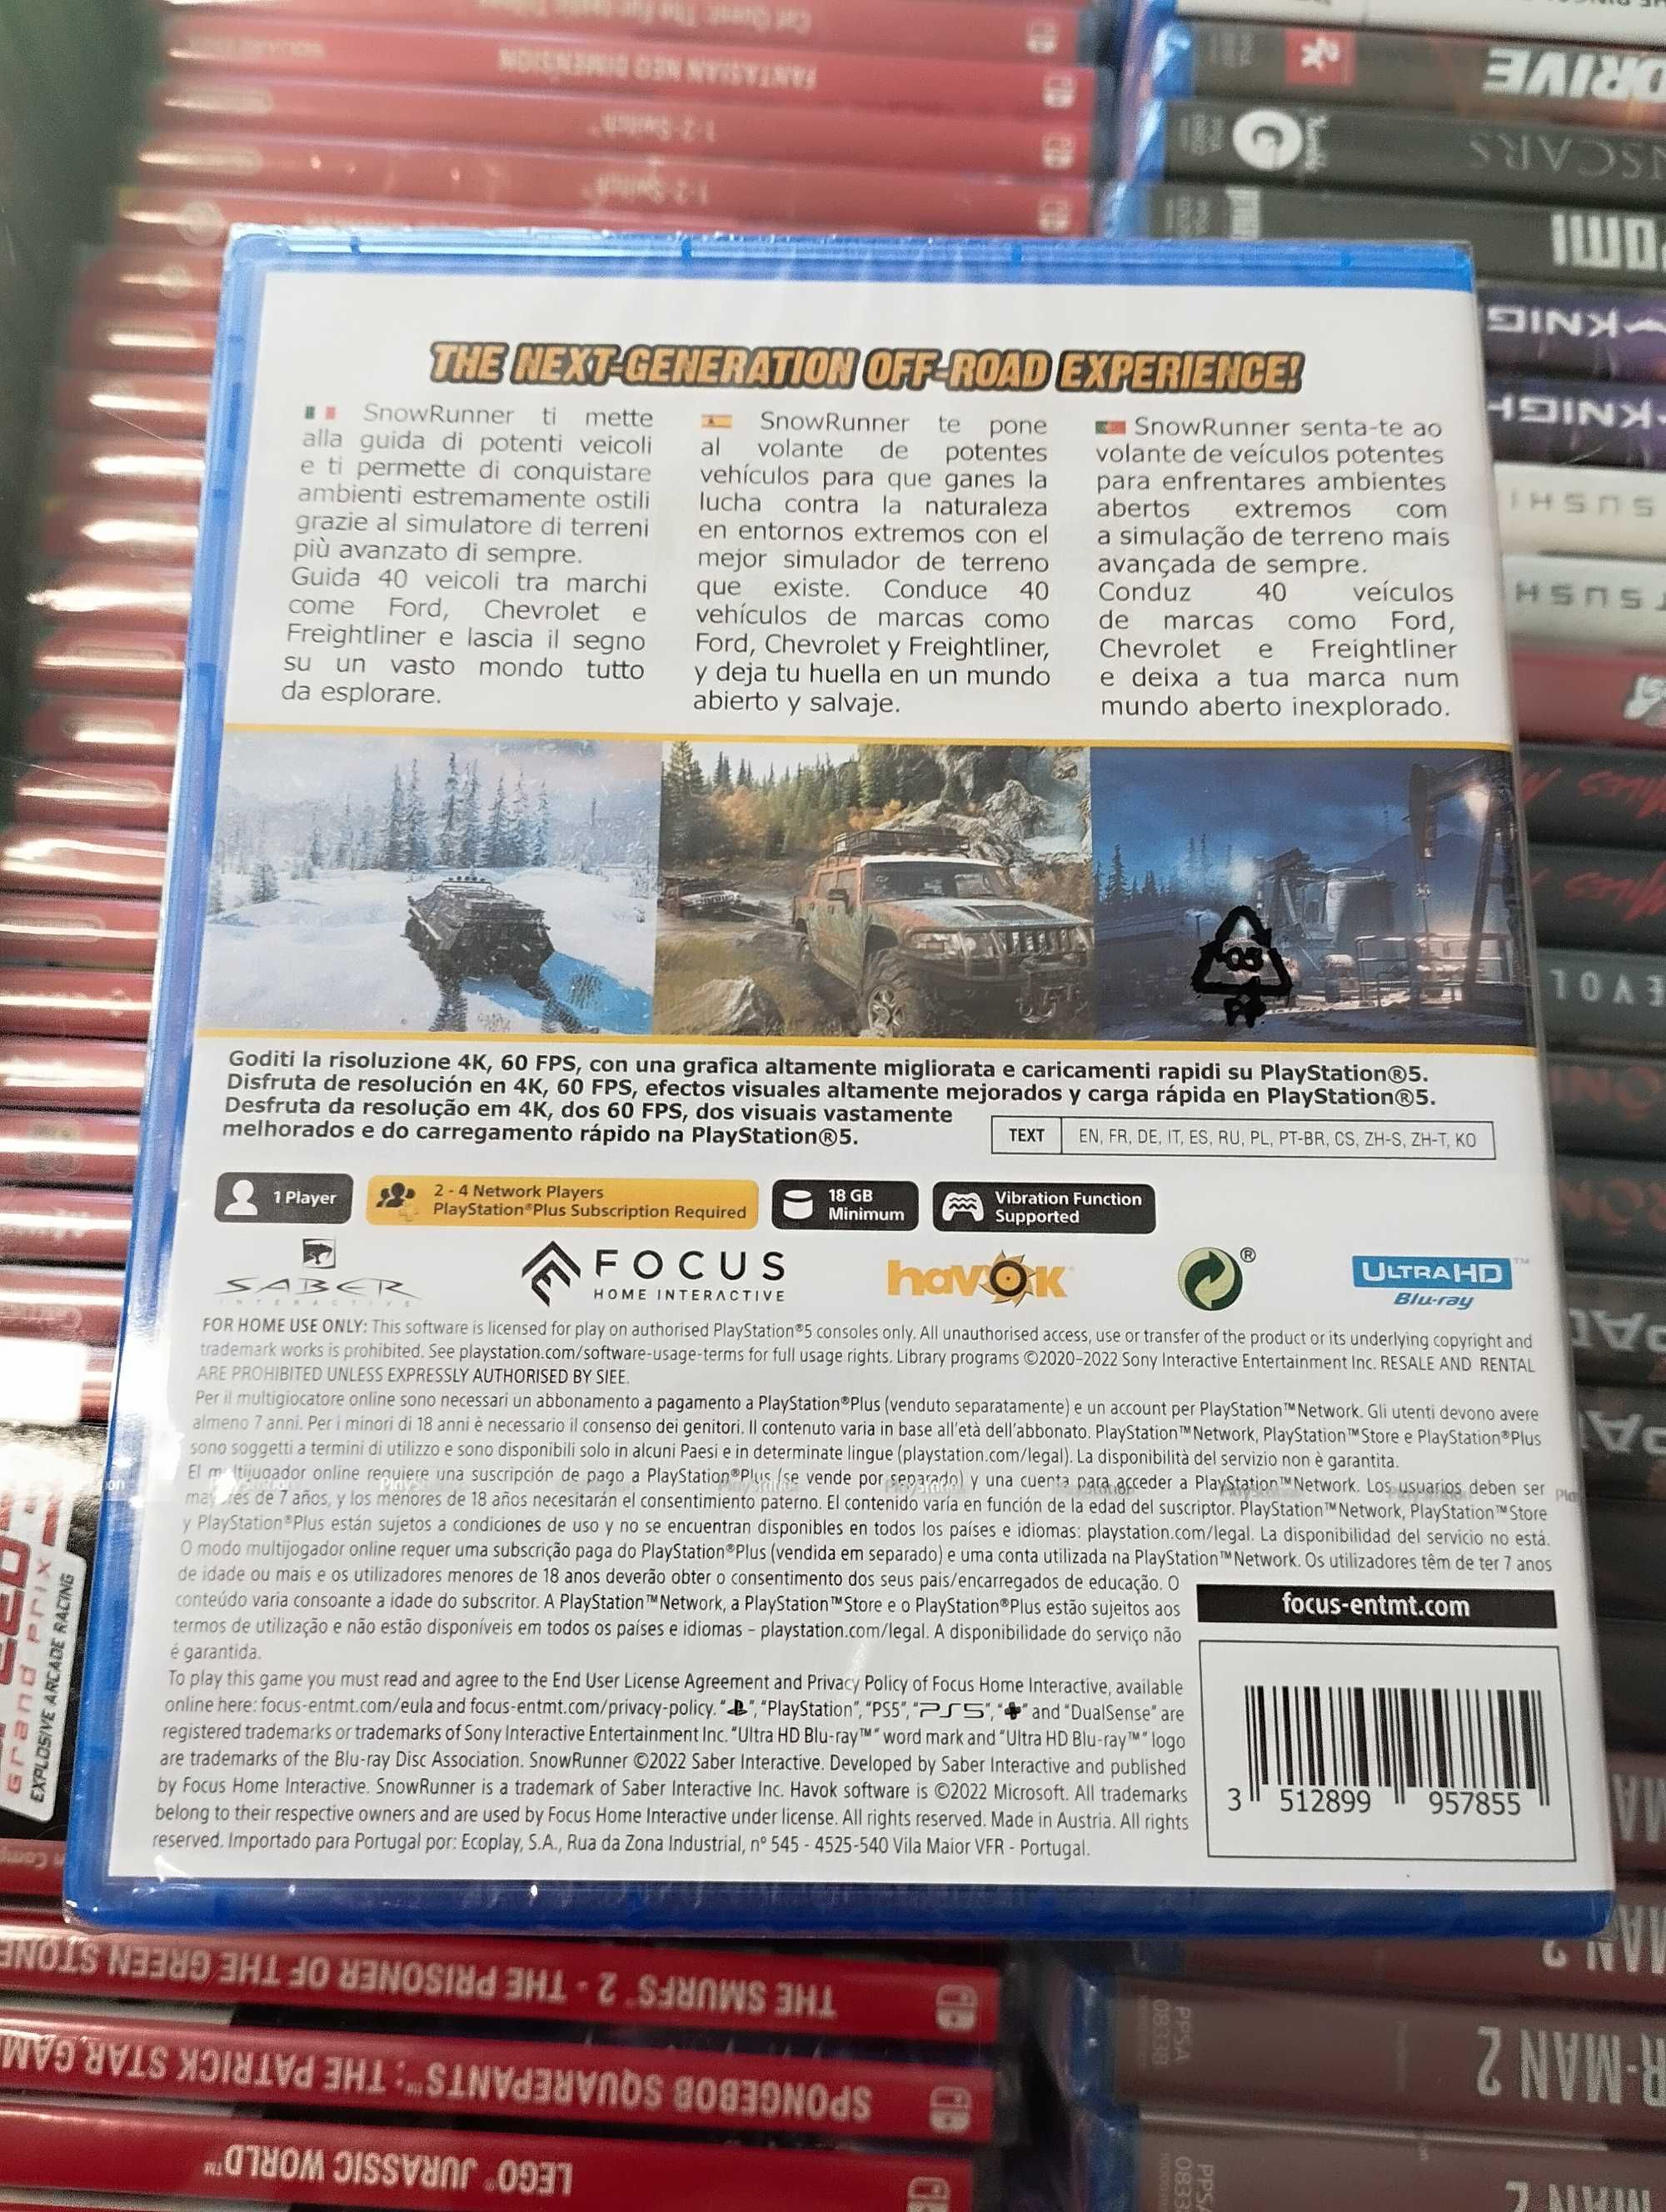 Cat Quest: The Fur-tastic Trilogy
FANTASIAN NEO DIMENSION
1-2-Switch™
1-2-Switch™
DRIVE
THE NEXT-GENERATION OFF-ROAD EXPERIENCE!
SnowRunner ti mette
alla guida di potenti veicoli
e ti permette di conquistare
ambienti estremamente ostili
grazie al simulatore di terreni
più avanzato di sempre.
Guida 40 veicoli tra marchi
come Ford, Chevrolet e
Freightliner e lascia il segno
su un vasto mondo tutto
da esplorare.
SnowRunner te pone
al volante de potentes
vehículos para que ganes la
lucha contra la naturaleza
en entornos extremos con el
mejor simulador de terreno
que existe. Conduce 40
vehículos de marcas como
Ford, Chevrolet y Freightliner,
y deja tu huella en un mundo
abierto y salvaje.
SnowRunner senta-te ao
volante de veículos potentes
para enfrentares ambientes
abertos extremos com
a simulação de terreno mais
avançada de sempre.
Conduz 40 veículos
de marcas como Ford,
Chevrolet e Freightliner
e deixa a tua marca num
mundo aberto inexplorado.
05
PP
Goditi la risoluzione 4K, 60 FPS, con una grafica altamente migliorata e caricamenti rapidi su PlayStation®5.
Disfruta de resolución en 4K, 60 FPS, efectos visuales altamente mejorados y carga rápida en PlayStation®5.
Desfruta da resolução em 4K, dos 60 FPS, dos visuais vastamente
melhorados e do carregamento rápido na PlayStation®5.
TEXT EN, FR, DE, IT, ES, RU, PL, PT-BR, CS, ZH-S, ZH-T, KO
1 Player
2 - 4 Network Players
PlayStation®Plus Subscription Required
18 GB
Minimum
Vibration Function
Supported
SABER
INTERACTIVE
FOCUS
HOME INTERACTIVE
havok
®
ULTRA HD™
Blu-ray
FOR HOME USE ONLY: This software is licensed for play on authorised PlayStation®5 consoles only. All unauthorised access, use or transfer of the product or its underlying copyright and
trademark works is prohibited. See playstation.com/software-usage-terms for full usage rights. Library programs ©2020-2022 Sony Interactive Entertainment Inc. RESALE AND RENTAL
ARE PROHIBITED UNLESS EXPRESSLY AUTHORISED BY SIEE.
Per il multigiocatore online sono necessari un abbonamento a pagamento a PlayStation®Plus (venduto separatamente) e un account per PlayStation™Network. Gli utenti devono avere
almeno 7 anni. Per i minori di 18 anni è necessario il consenso dei genitori. Il contenuto varia in base all'età dell'abbonato. PlayStation™Network, PlayStation™Store e PlayStation®Plus
sono soggetti a termini di utilizzo e sono disponibili solo in alcuni Paesi e in determinate lingue (playstation.com/legal). La disponibilità del servizio non è garantita.
El multijugador online requiere una suscripción de pago a PlayStation®Plus (se vende por separado) y una cuenta para acceder a PlayStation™Network. Los usuarios deben ser
mayores de 7 años, y los menores de 18 años necesitarán el consentimiento paterno. El contenido varía en función de la edad del suscriptor. PlayStation™Network, PlayStation™Store
y PlayStation®Plus están sujetos a condiciones de uso y no se encuentran disponibles en todos los países e idiomas: playstation.com/legal. La disponibilidad del servicio no está.
O modo multijogador online requer uma subscrição paga do PlayStation®Plus (vendida em separado) e uma conta utilizada na PlayStation™Network. Os utilizadores têm de ter 7 anos
de idade ou mais e os utilizadores menores de 18 anos deverão obter o consentimento dos seus pais/encarregados de educação. O
conteúdo varia consoante a idade do subscritor. A PlayStation™Network, a PlayStation™Store e o PlayStation®Plus estão sujeitos aos
termos de utilização e não estão disponíveis em todos os países e idiomas – playstation.com/legal. A disponibilidade do serviço não
é garantida.
To play this game you must read and agree to the End User License Agreement and Privacy Policy of Focus Home Interactive, available
online here: focus-entmt.com/eula and focus-entmt.com/privacy-policy. "", "PlayStation", "PS5", "PS5", "" and "DualSense" are
registered trademarks or trademarks of Sony Interactive Entertainment Inc. "Ultra HD Blu-ray™" word mark and "Ultra HD Blu-ray™" logo
are trademarks of the Blu-ray Disc Association. SnowRunner ©2022 Saber Interactive. Developed by Saber Interactive and published
by Focus Home Interactive. SnowRunner is a trademark of Saber Interactive Inc. Havok software is ©2022 Microsoft. All trademarks
belong to their respective owners and are used by Focus Home Interactive under license. All rights reserved. Made in Austria. All rights
reserved. Importado para Portugal por: Ecoplay, S.A., Rua da Zona Industrial, nº 545 - 4525-540 Vila Maior VFR - Portugal.
focus-entmt.com
3 512899 957855
Grand prix
EXPLOSIVE ARCADE RACING
THE SMURFS™ 2 - THE PRISONER OF THE GREEN STONE
SPONGEBOB SQUAREPANTS™: THE PATRICK STAR GAME
LEGO® JURASSIC WORLD™
R-MAN 2
MAN 2